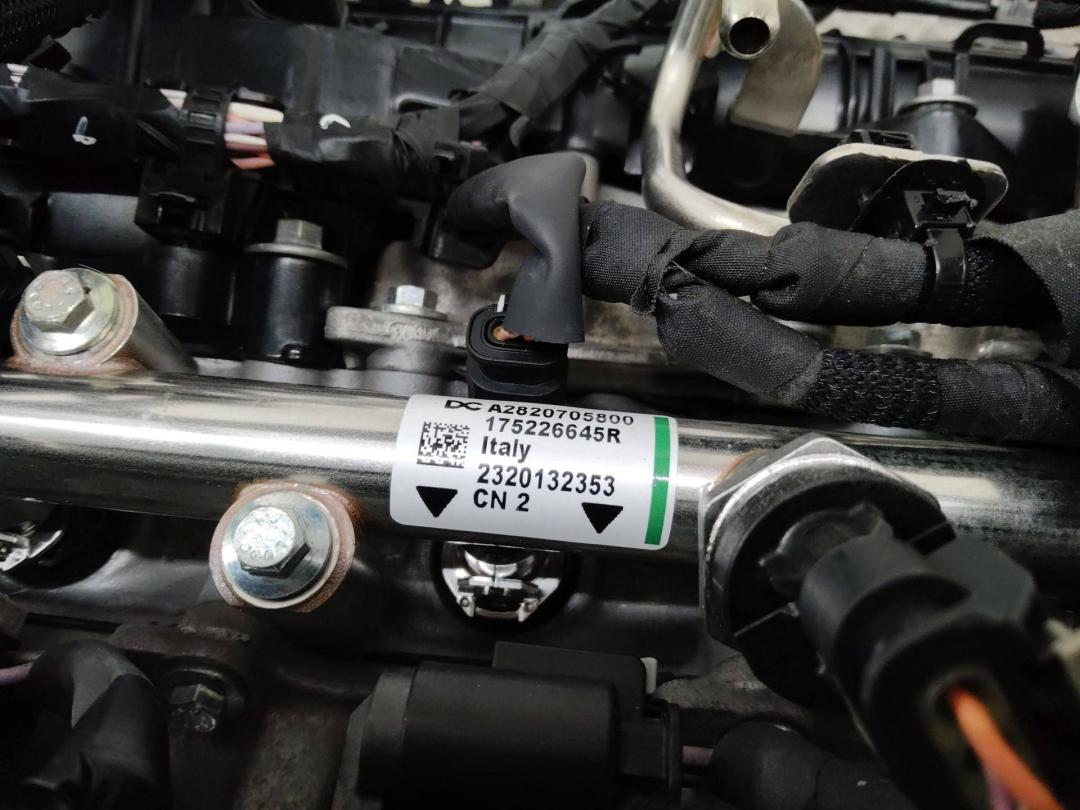 DC A2820705800
175226645R
Italy
2320132353
CN 2